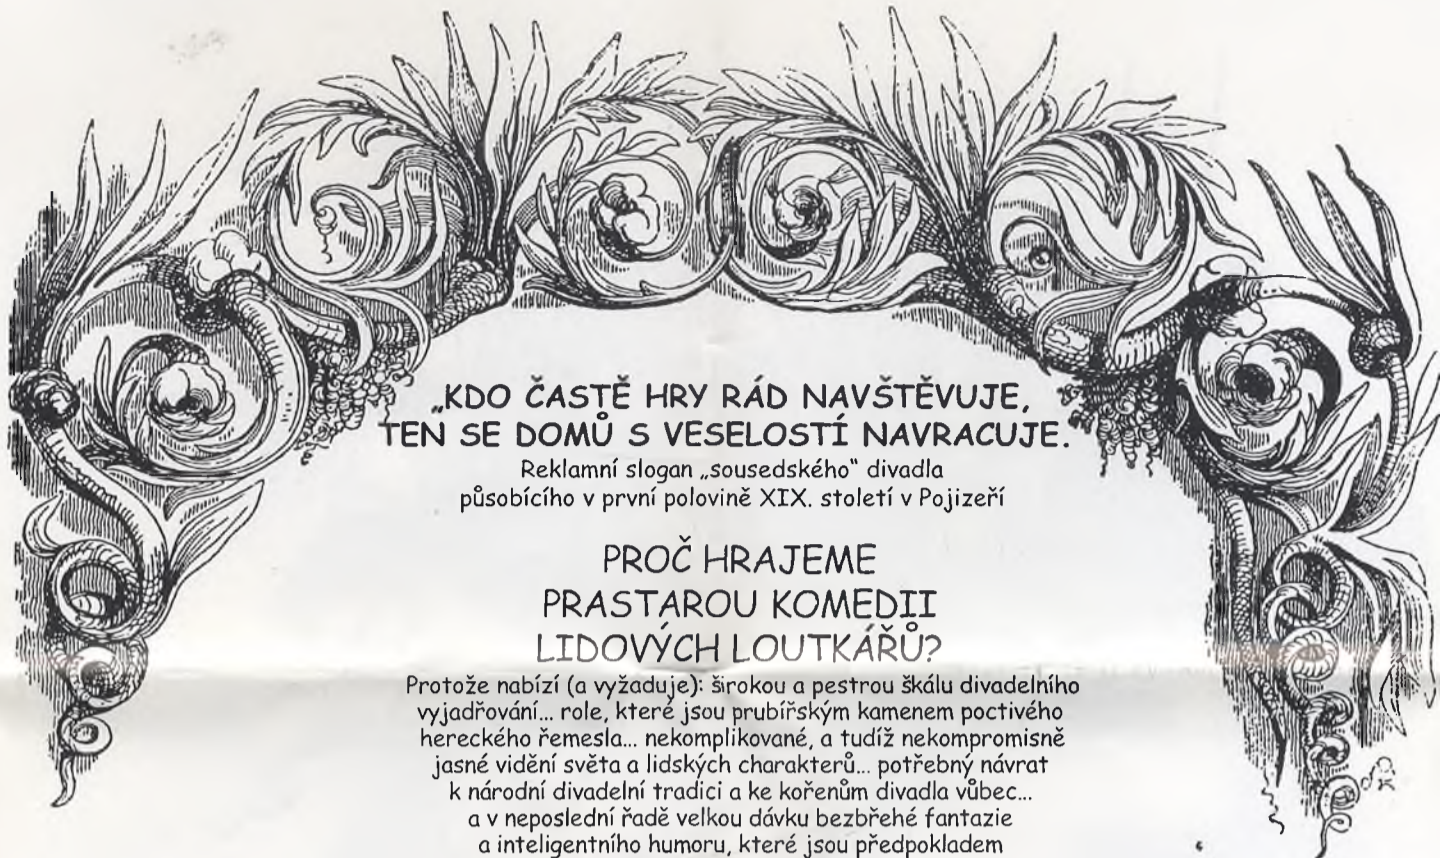 „KDO ČASTĚ HRY RÁD NAVŠTĚVUJE,
TEN SE DOMŮ S VESELOSTÍ NAVRACUJE.
Reklamní slogan „sousedského“ divadla
působícího v první polovině XIX. století v Pojizeří
PROČ HRAJEME
PRASTAROU KOMEDII
LIDOVÝCH LOUTKÁŘŮ?
Protože nabízí (a vyžaduje): širokou a pestrou škálu divadelního
vyjadřování... role, které jsou prubířským kamenem poctivého
hereckého řemesla... nekomplikované, a tudíž nekompromisně
jasné vidění světa a lidských charakterů... potřebný návrat
k národní divadelní tradici a ke kořenům divadla vůbec...
a v neposlední řadě velkou dávku bezbřehé fantazie
a inteligentního humoru, které jsou předpokladem